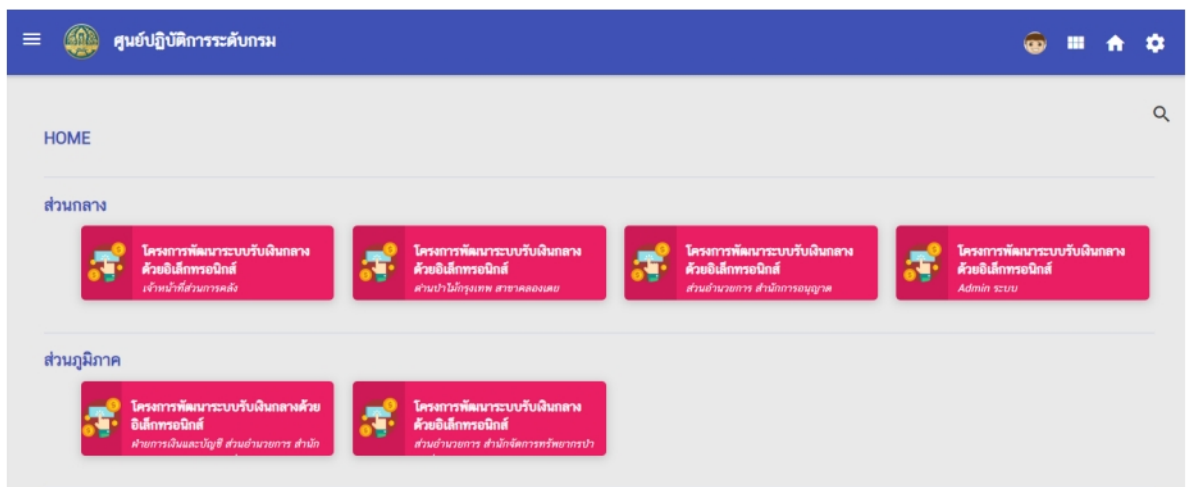 ศูนย์ปฏิบัติการระดับกรม
HOME
ส่วนกลาง
โครงการพัฒนาระบบรับเงินกลาง
ด้วยอิเล็กทรอนิกส์
เจ้าหน้าที่ส่วนการคลัง
โครงการพัฒนาระบบรับเงินกลาง
ด้วยอิเล็กทรอนิกส์
ด่านป่าไม้กรุงเทพ สาขาคลองเตย
โครงการพัฒนาระบบรับเงินกลาง
ด้วยอิเล็กทรอนิกส์
ส่วนอำนวยการ สำนักการอนุญาต
โครงการพัฒนาระบบรับเงินกลาง
ด้วยอิเล็กทรอนิกส์
Admin ระบบ
ส่วนภูมิภาค
โครงการพัฒนาระบบรับเงินกลางด้วย
อิเล็กทรอนิกส์
ฝ่ายการเงินและบัญชี ส่วนอำนวยการ สำนัก
โครงการพัฒนาระบบรับเงินกลาง
ด้วยอิเล็กทรอนิกส์
ส่วนอำนวยการ สำนักจัดการทรัพยากรป่า